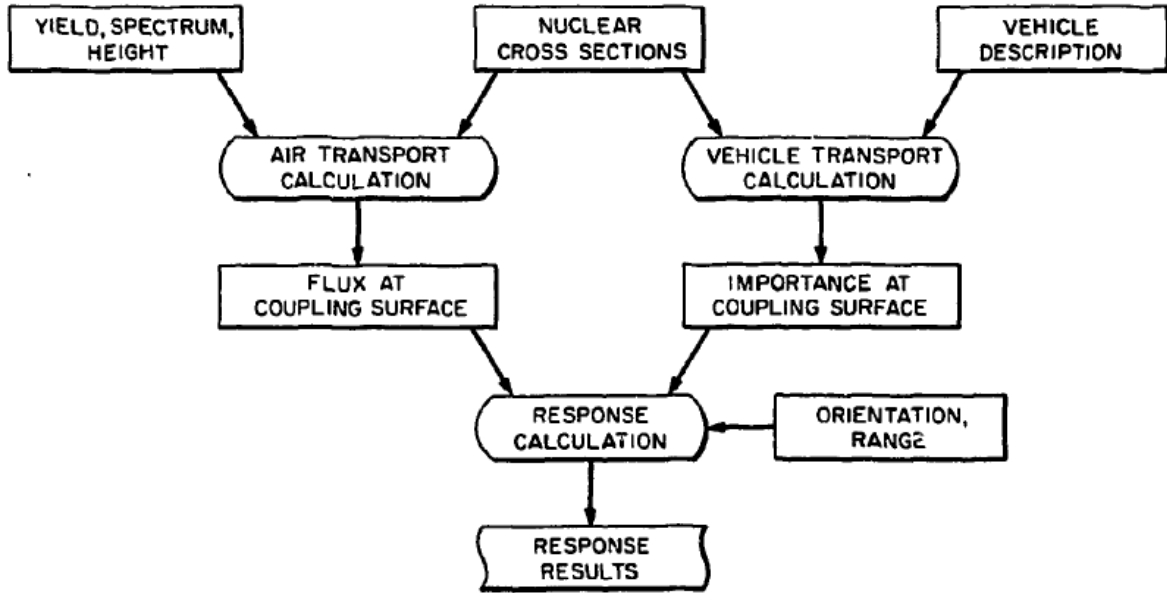 YIELD, SPECTRUM,
HEIGHT
NUCLEAR
CROSS SECTIONS
VEHICLE
DESCRIPTION
AIR TRANSPORT
CALCULATION
VEHICLE TRANSPORT
CALCULATION
FLUX AT
COUPLING SURFACE
IMPORTANCE AT
COUPLING SURFACE
RESPONSE
CALCULATION
ORIENTATION,
RANGE
RESPONSE
RESULTS